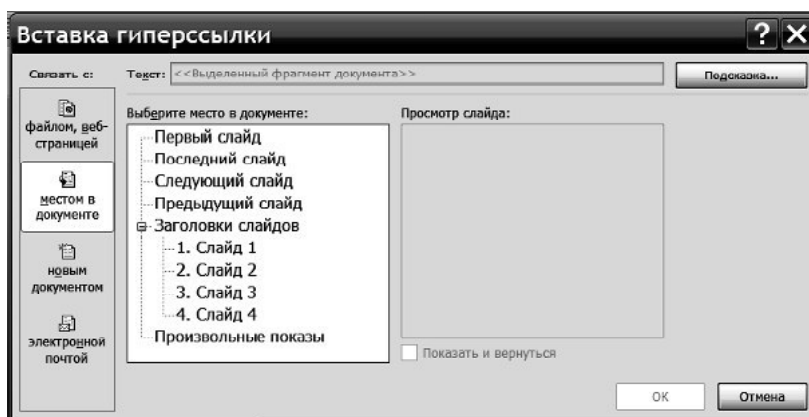 Вставка гиперссылки
Связать с:
Текст: <<Выделенный фрагмент документа>>
Подсказка...
файлом, веб-
страницей
местом в
документе
новым
документом
электронной
почтой
Выберите место в документе:
Первый слайд
Последний слайд
Следующий слайд
Предыдущий слайд
Заголовки слайдов
1. Слайд 1
2. Слайд 2
3. Слайд 3
4. Слайд 4
Произвольные показы
Просмотр слайда:
Показать и вернуться
ОК
Отмена